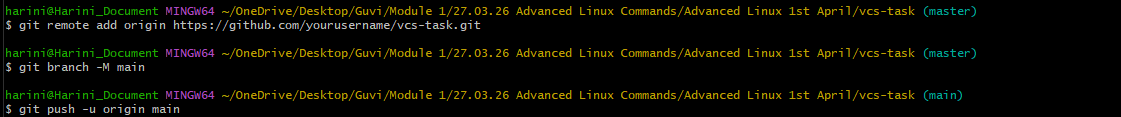 harini@Harini_Document MINGW64 ~/OneDrive/Desktop/Guvi/Module 1/27.03.26 Advanced Linux Commands/Advanced Linux 1st April/vcs-task (master)
$ git remote add origin https://github.com/yourusername/vcs-task.git
harini@Harini_Document MINGW64 ~/OneDrive/Desktop/Guvi/Module 1/27.03.26 Advanced Linux Commands/Advanced Linux 1st April/vcs-task (master)
$ git branch -M main
harini@Harini_Document MINGW64 ~/OneDrive/Desktop/Guvi/Module 1/27.03.26 Advanced Linux Commands/Advanced Linux 1st April/vcs-task (main)
$ git push -u origin main